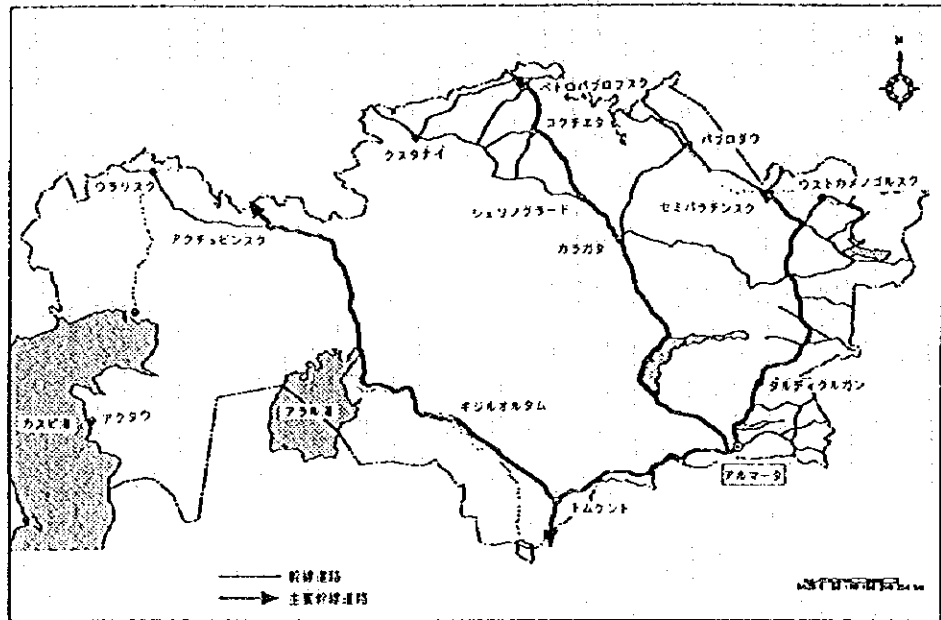 N
ペトロパブロフスク
コクチェタ
クスタナイ
パブロダウ
ウラリスク
ウストカメノゴルスク
シェリノグラード
セミパラチンスク
アクチュビンスク
カラガタ
タルディクルガン
カスピ海
アクタウ
アラル海
キジルオルダム
アルマータ
トムケント
幹線道路
主要幹線道路